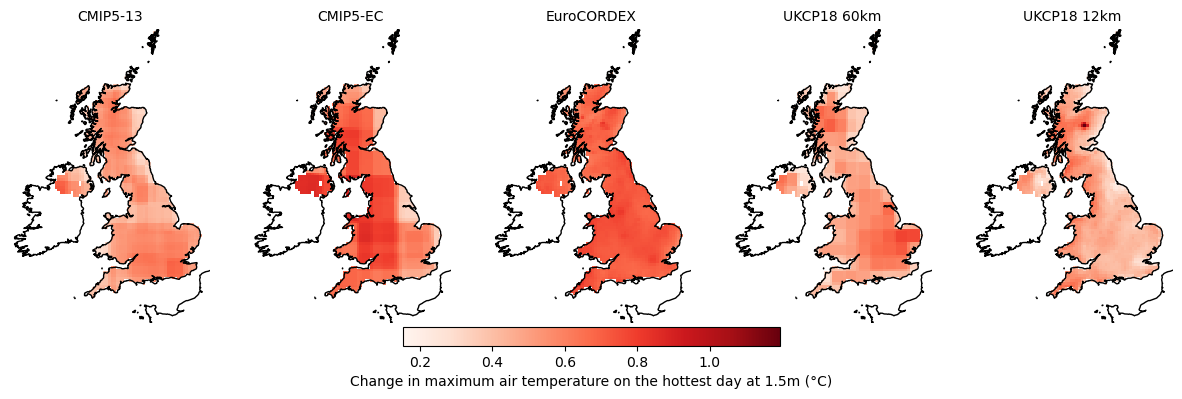 CMIP5-13
CMIP5-EC
EuroCORDEX
UKCP18 60km
UKCP18 12km
0.2
0.4
0.6
0.8
1.0
Change in maximum air temperature on the hottest day at 1.5m (°C)